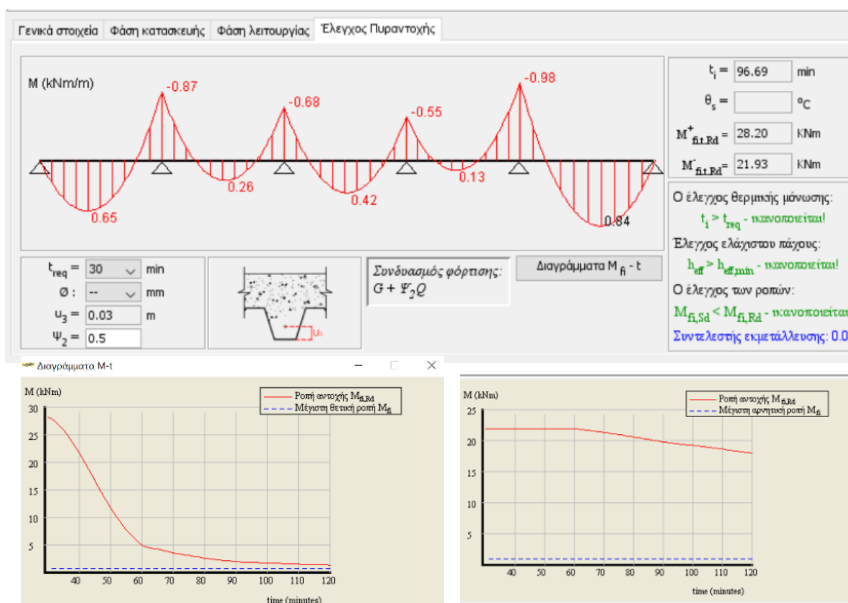 Γενικά στοιχεία Φάση κατασκευής Φάση λειτουργίας Έλεγχος Πυραντοχής
M (kNm/m)
-0.87
-0.68
-0.55
-0.98
0.65
0.26
0.42
0.13
0.84
t_i = 96.69 min
θ_s = °C
M^+_fi,t,Rd = 28.20 KNm
M^-_fi,t,Rd = 21.93 KNm
Ο έλεγχος θερμικής μόνωσης:
t_i > t_req - ικανοποιείται!
Έλεγχος ελάχιστου πάχους:
h_eff > h_eff,min - ικανοποιείται!
Ο έλεγχος των ροπών:
M_fi,Sd < M_fi,Rd - ικανοποιείται
Συντελεστής εκμετάλλευσης: 0.0
t_req = 30 min
Ø : -- mm
u_3 = 0.03 m
Ψ_2 = 0.5
Συνδυασμός φόρτισης:
G + Ψ_2Q
Διαγράμματα M_fi - t
Διαγράμματα M-t
M (kNm)
Ροπή αντοχής M_fi,Rd
Μέγιστη θετική ροπή M_fi
30
25
20
15
10
5
40 50 60 70 80 90 100 110 120
time (minutes)
M (kNm)
Ροπή αντοχής M_fi,Rd
Μέγιστη αρνητική ροπή M_fi
25
20
15
10
5
40 50 60 70 80 90 100 110 120
time (minutes)